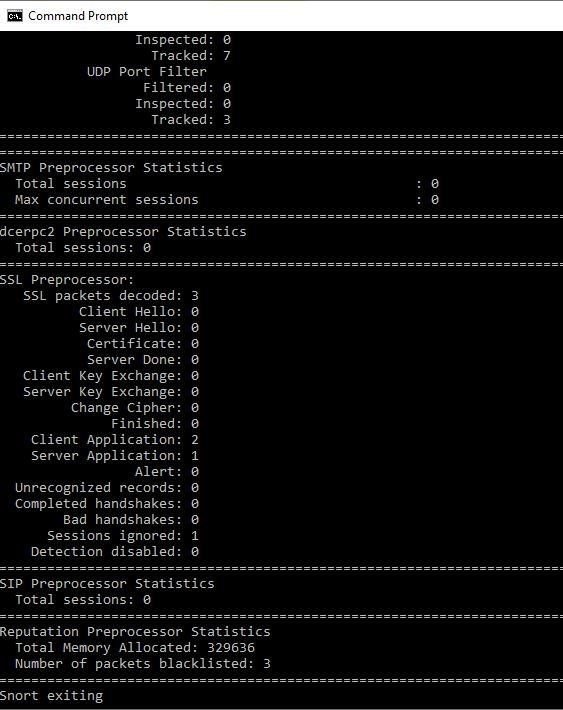 Command Prompt
Inspected: 0
Tracked: 7
UDP Port Filter
Filtered: 0
Inspected: 0
Tracked: 3
===============================================================================
===============================================================================
SMTP Preprocessor Statistics
Total sessions : 0
Max concurrent sessions : 0
===============================================================================
dcerpc2 Preprocessor Statistics
Total sessions: 0
===============================================================================
SSL Preprocessor:
SSL packets decoded: 3
Client Hello: 0
Server Hello: 0
Certificate: 0
Server Done: 0
Client Key Exchange: 0
Server Key Exchange: 0
Change Cipher: 0
Finished: 0
Client Application: 2
Server Application: 1
Alert: 0
Unrecognized records: 0
Completed handshakes: 0
Bad handshakes: 0
Sessions ignored: 1
Detection disabled: 0
===============================================================================
SIP Preprocessor Statistics
Total sessions: 0
===============================================================================
Reputation Preprocessor Statistics
Total Memory Allocated: 329636
Number of packets blacklisted: 3
===============================================================================
Snort exiting